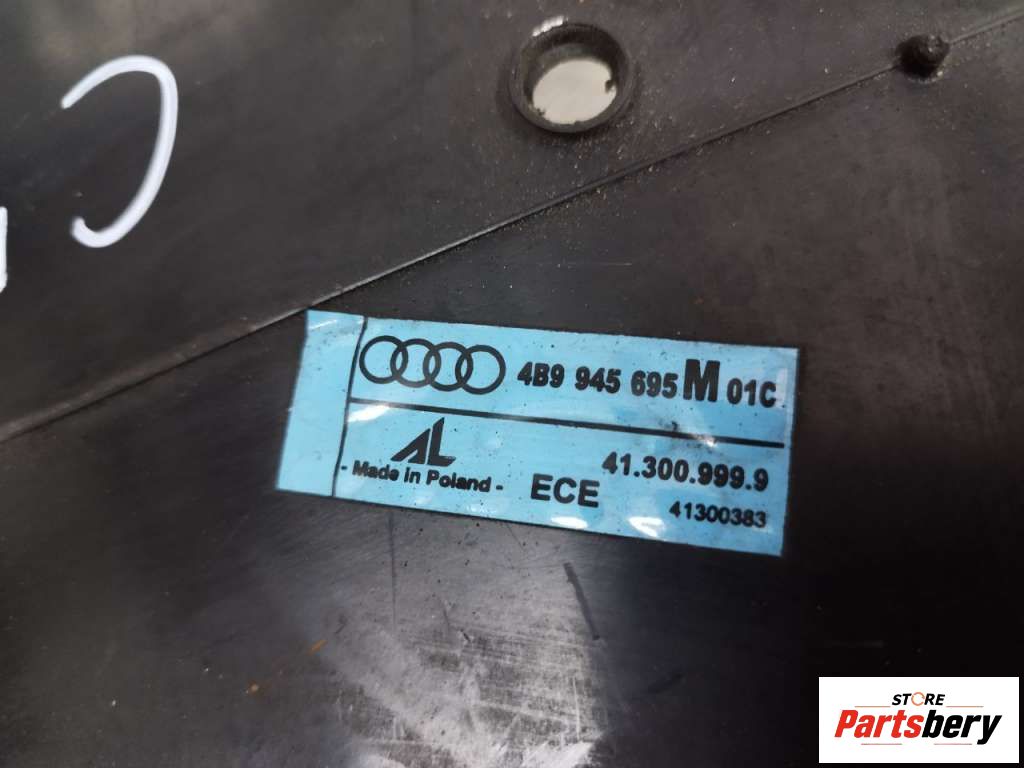 4B9 945 695 M 01C
AL
- Made in Poland -
ECE
41.300.999.9
41300383
STORE
Partsbery